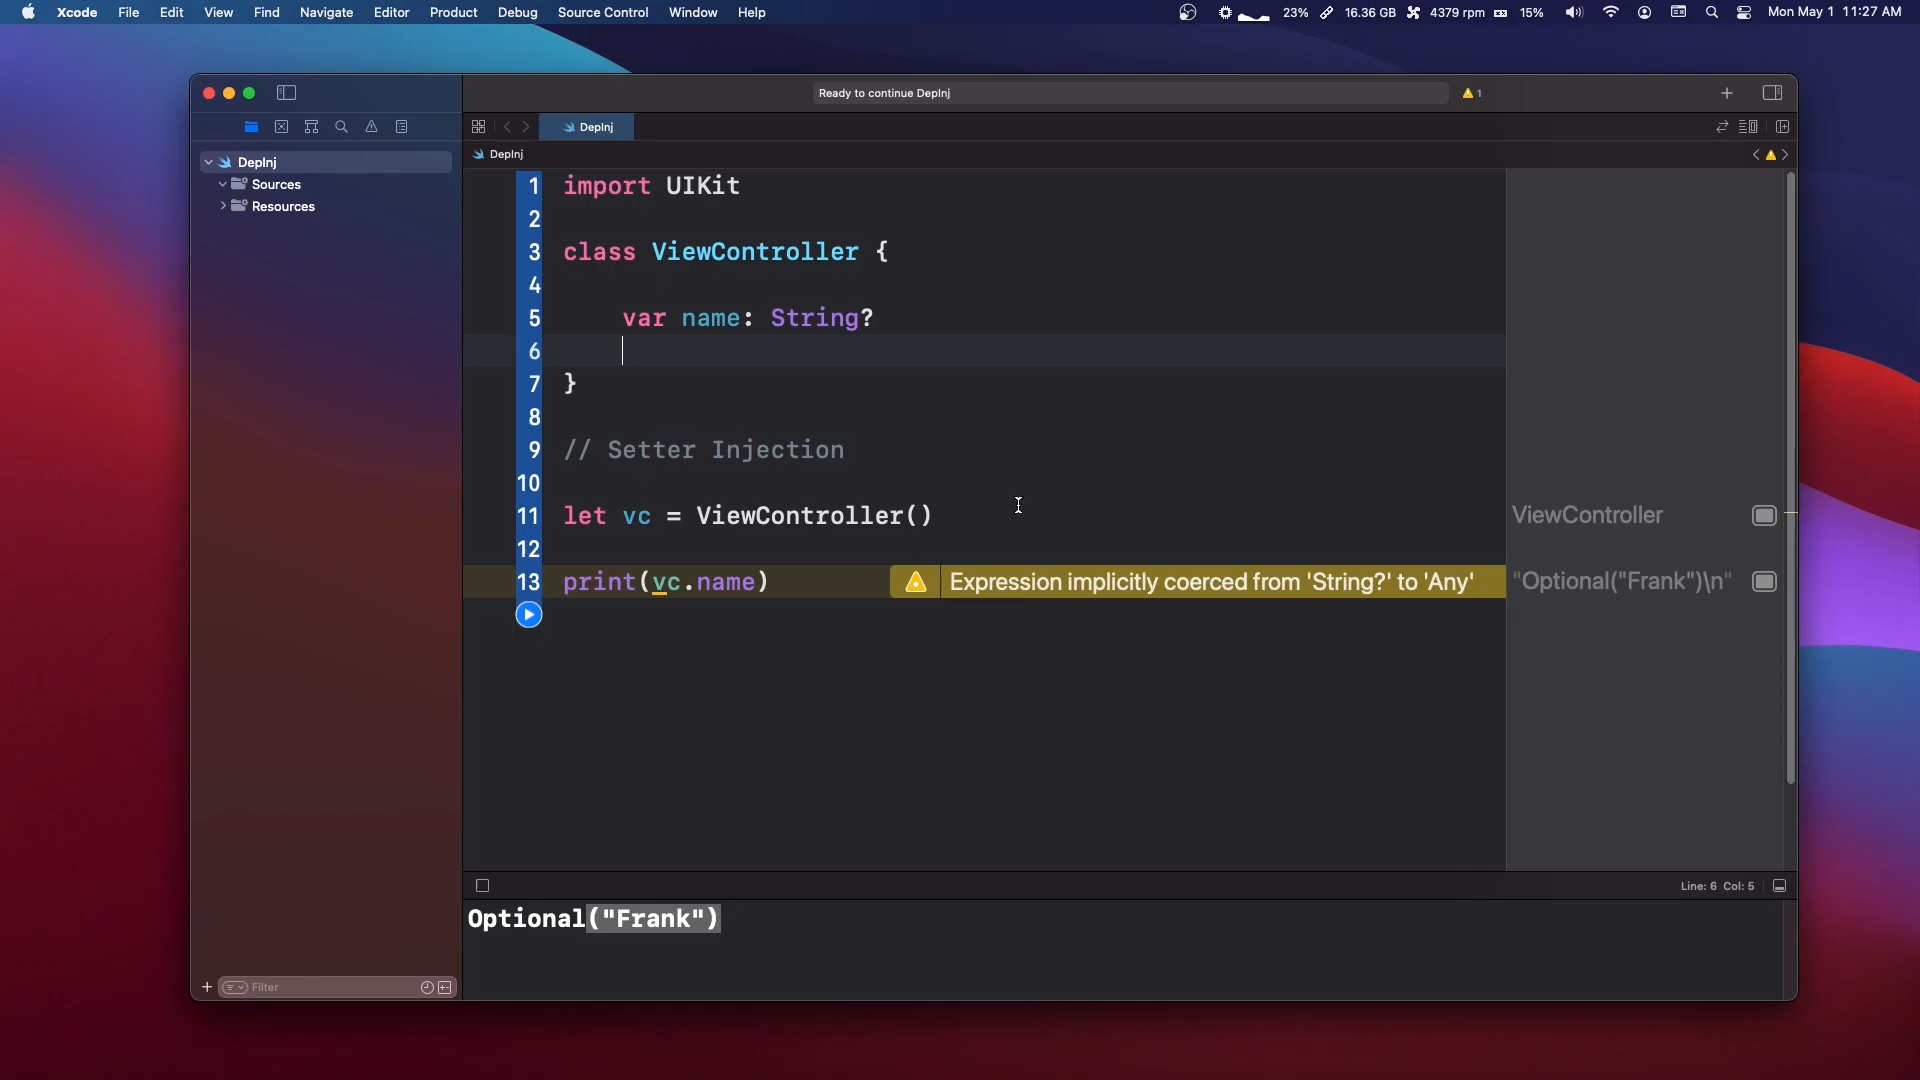 Xcode File Edit View Find Navigate Editor Product Debug Source Control Window Help 23% 16.36 GB 4379 rpm 15% Mon May 1 11:27 AM
Ready to continue DepInj 1
DepInj
DepInj
DepInj
Sources
Resources
1 import UIKit
2
3 class ViewController {
4
5 var name: String?
6
7 }
8
9 // Setter Injection
10
11 let vc = ViewController() ViewController
12
13 print(vc.name) Expression implicitly coerced from 'String?' to 'Any' "Optional("Frank")\n"
Line: 6 Col: 5
Optional("Frank")
Filter